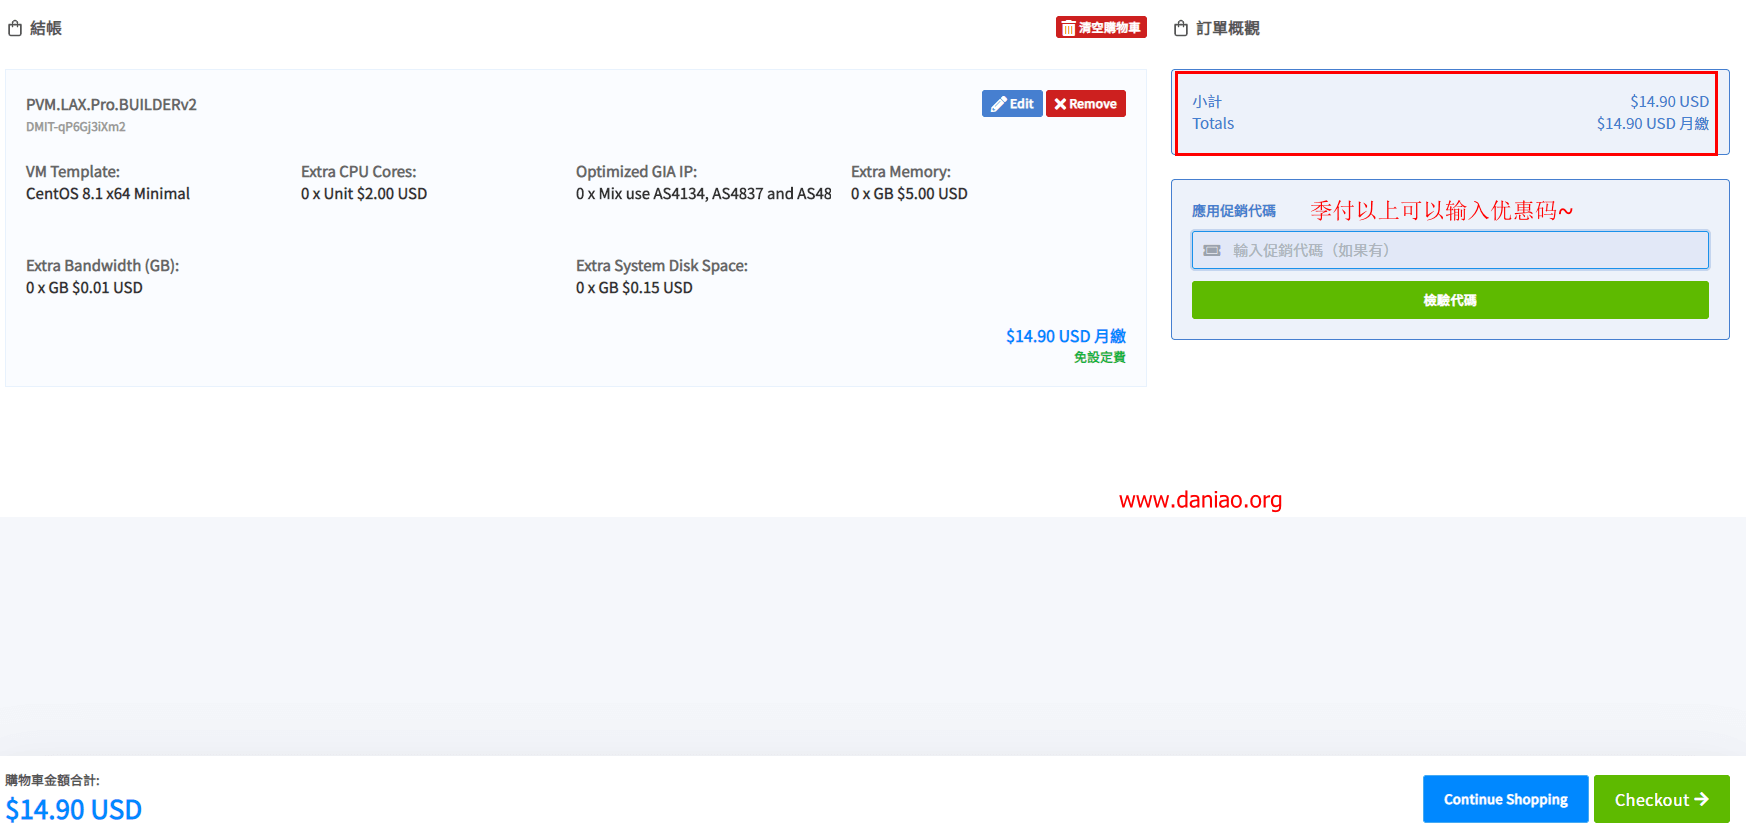 結帳
清空購物車
訂單概觀
PVM.LAX.Pro.BUILDERv2
DMIT-qP6Gj3iXm2
Edit
Remove
VM Template:
CentOS 8.1 x64 Minimal
Extra CPU Cores:
0 x Unit $2.00 USD
Optimized GIA IP:
0 x Mix use AS4134, AS4837 and AS48
Extra Memory:
0 x GB $5.00 USD
Extra Bandwidth (GB):
0 x GB $0.01 USD
Extra System Disk Space:
0 x GB $0.15 USD
$14.90 USD 月繳
免設定費
小計 $14.90 USD
Totals $14.90 USD 月繳
應用促銷代碼 季付以上可以输入优惠码~
輸入促銷代碼（如果有）
檢驗代碼
www.daniao.org
購物車金額合計:
$14.90 USD
Continue Shopping
Checkout